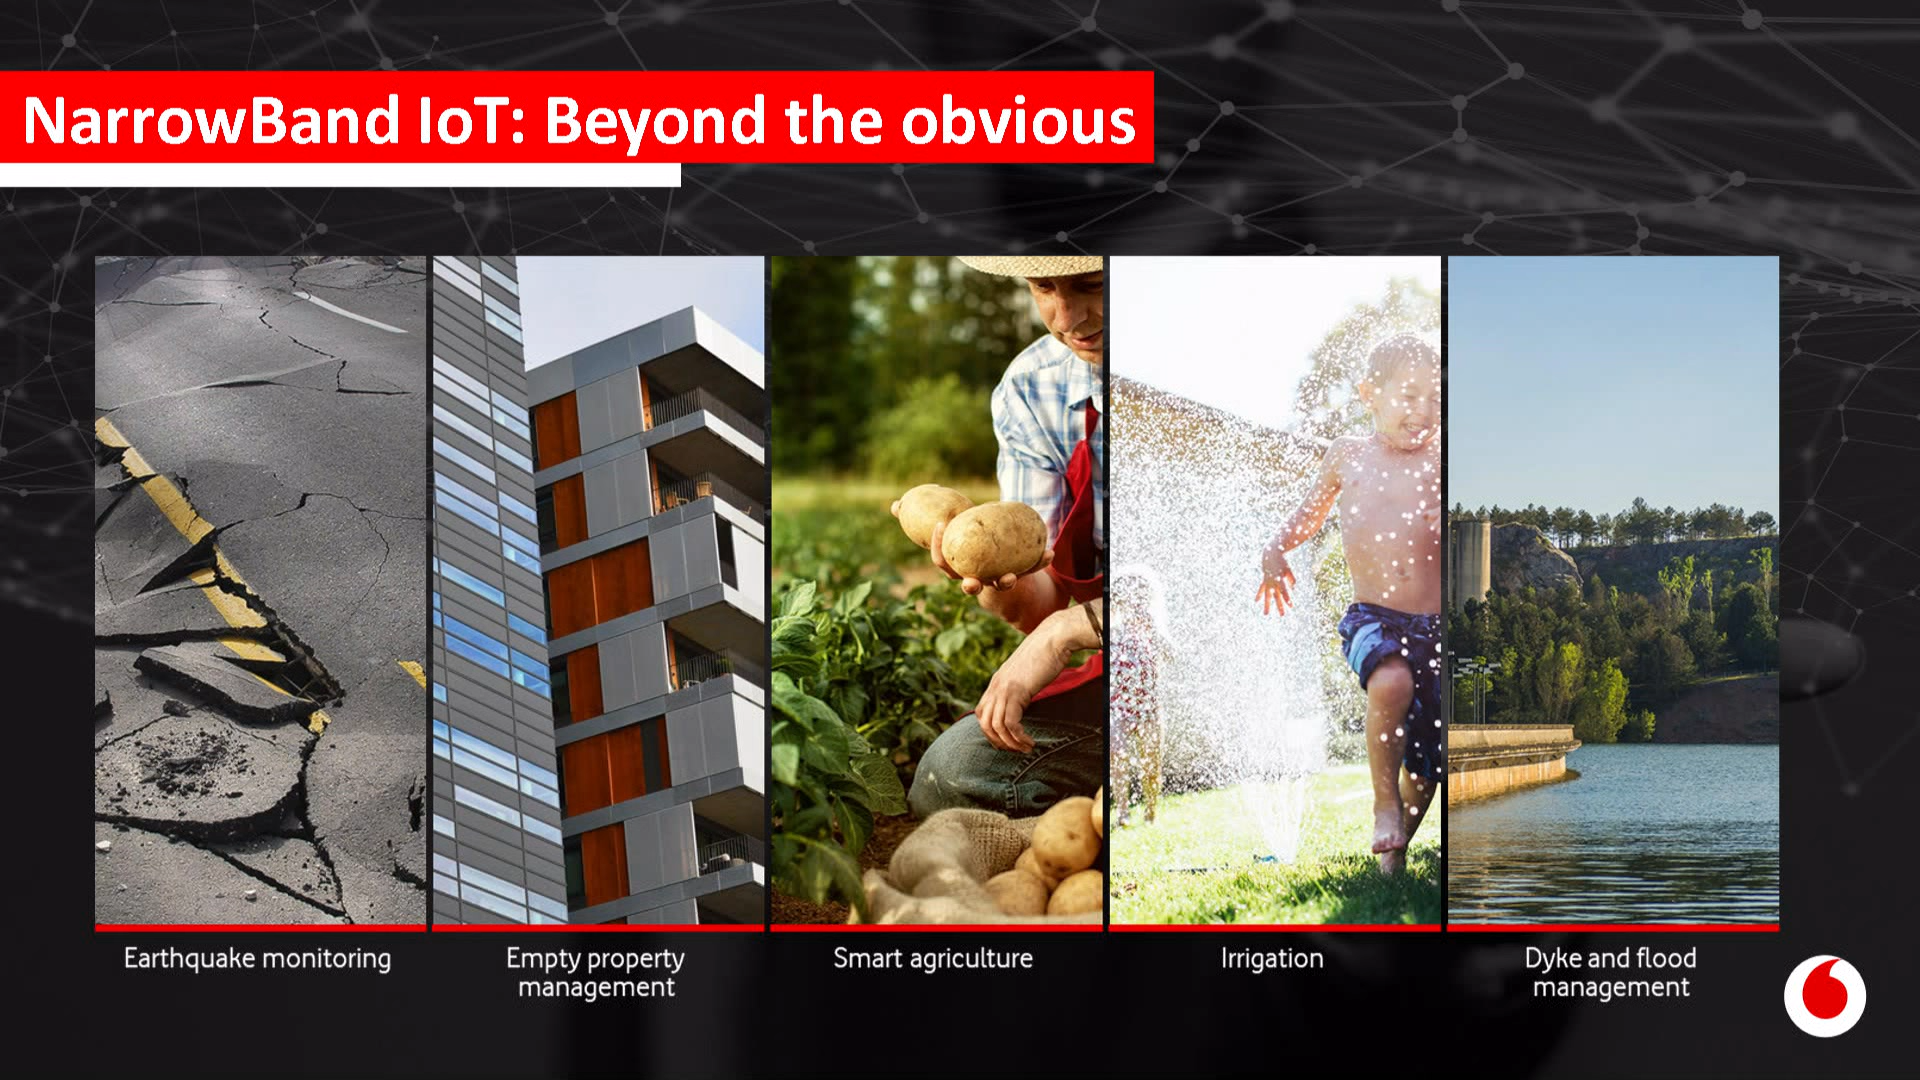 NarrowBand IoT: Beyond the obvious
Earthquake monitoring
Empty property
management
Smart agriculture
Irrigation
Dyke and flood
management